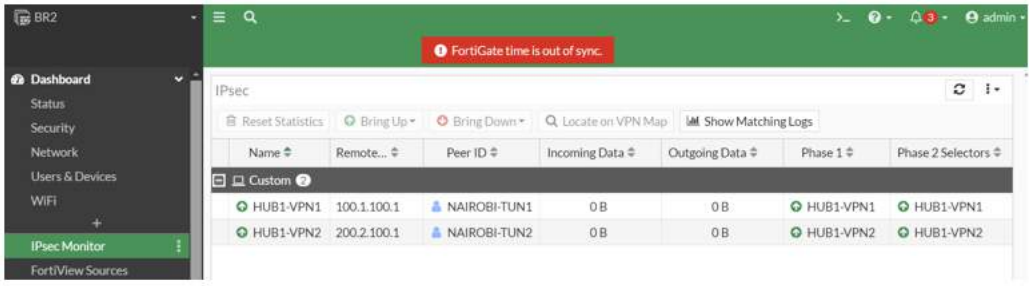 BR2
3
admin
FortiGate time is out of sync.
Dashboard
Status
Security
Network
Users & Devices
WiFi
+
IPsec Monitor
FortiView Sources
IPsec
Reset Statistics Bring Up Bring Down Locate on VPN Map Show Matching Logs
Name Remote... Peer ID Incoming Data Outgoing Data Phase 1 Phase 2 Selectors
Custom 2
HUB1-VPN1 100.1.100.1 NAIROBI-TUN1 0 B 0 B HUB1-VPN1 HUB1-VPN1
HUB1-VPN2 200.2.100.1 NAIROBI-TUN2 0 B 0 B HUB1-VPN2 HUB1-VPN2